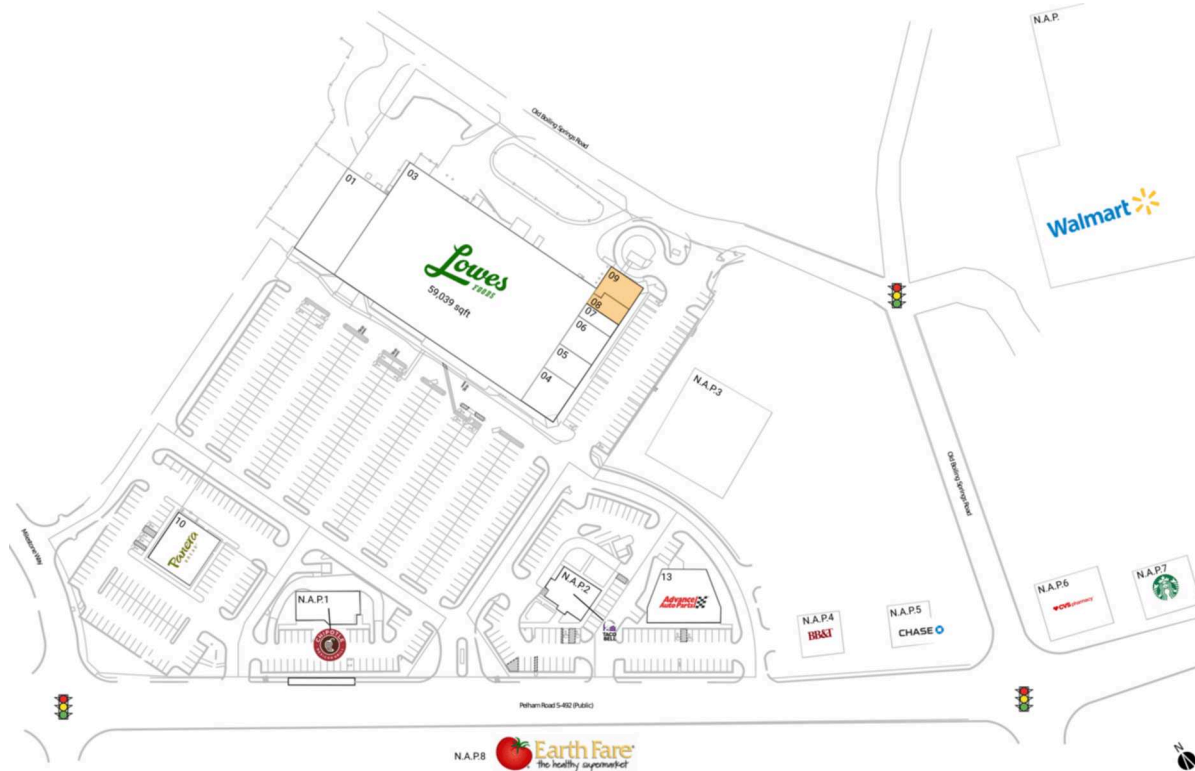 N.A.P.
Old Boiling Springs Road
Walmart
01
03
Lowes
FOODS
59,039 sqft
09
08
07
06
05
04
N.A.P.3
Old Boiling Springs Road
Milestone Way
10
Panera
BREAD
N.A.P.1
CHIPOTLE
N.A.P.2
TACO
BELL
13
Advance
Auto Parts
N.A.P.4
BB&T
N.A.P.5
CHASE
N.A.P.6
CVS pharmacy
N.A.P.7
Pelham Road S-492 (Public)
N.A.P.8
Earth Fare
the healthy supermarket
N